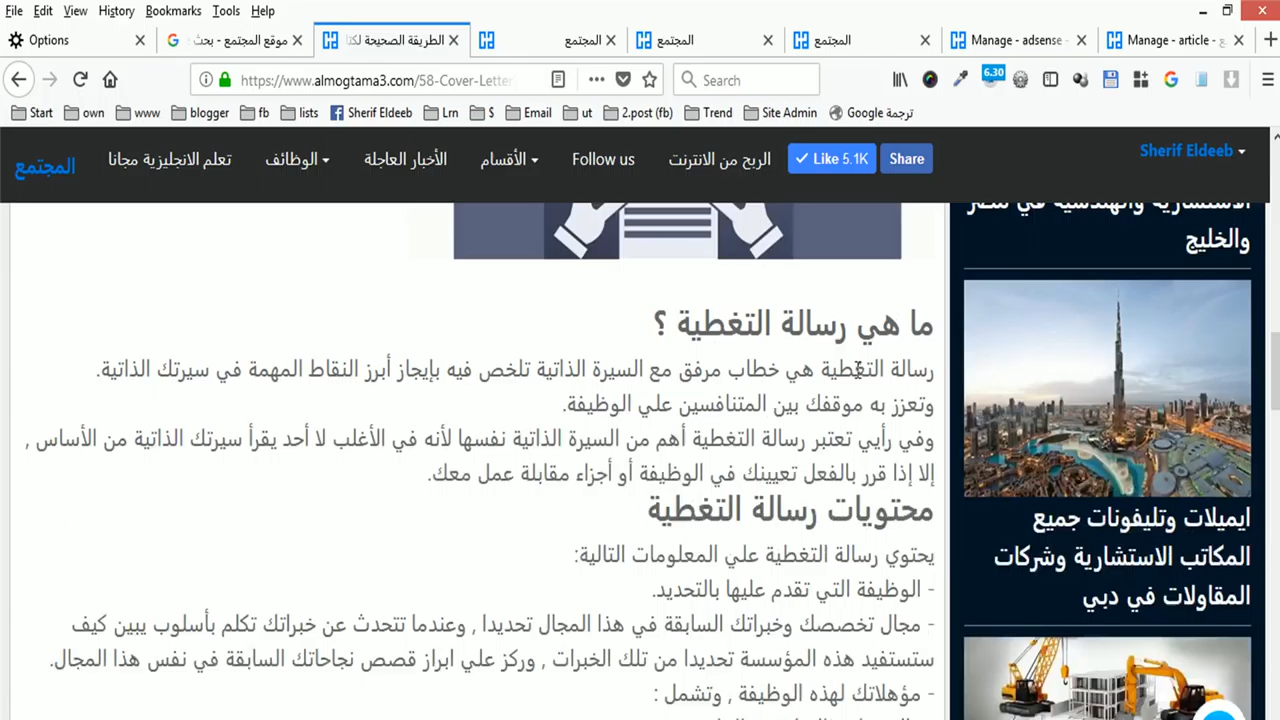 File Edit View History Bookmarks Tools Help
Options
موقع المجتمع - بحث
الطريقة الصحيحة لكتا
المجتمع
المجتمع
المجتمع
Manage - adsense -
Manage - article -
https://www.almogtama3.com/58-Cover-Letter
Search
6.30
Start own www blogger fb lists Sherif Eldeeb Lrn $ Email ut 2.post (fb) Trend Site Admin ترجمة Google
المجتمع
تعلم الانجليزية مجانا
الوظائف
الأخبار العاجلة
الأقسام
Follow us
الربح من الانترنت
Like 5.1K
Share
Sherif Eldeeb
ما هي رسالة التغطية ؟
رسالة التغطية هي خطاب مرفق مع السيرة الذاتية تلخص فيه بإيجاز أبرز النقاط المهمة في سيرتك الذاتية.
وتعزز به موقفك بين المتنافسين علي الوظيفة.
وفي رأيي تعتبر رسالة التغطية أهم من السيرة الذاتية نفسها لأنه في الأغلب لا أحد يقرأ سيرتك الذاتية من الأساس ,
إلا إذا قرر بالفعل تعيينك في الوظيفة أو أجزاء مقابلة عمل معك.
محتويات رسالة التغطية
يحتوي رسالة التغطية علي المعلومات التالية:
- الوظيفة التي تقدم عليها بالتحديد.
- مجال تخصصك وخبراتك السابقة في هذا المجال تحديدا , وعندما تتحدث عن خبراتك تكلم بأسلوب يبين كيف
ستستفيد هذه المؤسسة تحديدا من تلك الخبرات , وركز علي ابراز قصص نجاحاتك السابقة في نفس هذا المجال.
- مؤهلاتك لهذه الوظيفة , وتشمل :
الاستشارية والهندسية في مصر
والخليج
ايميلات وتليفونات جميع
المكاتب الاستشارية وشركات
المقاولات في دبي